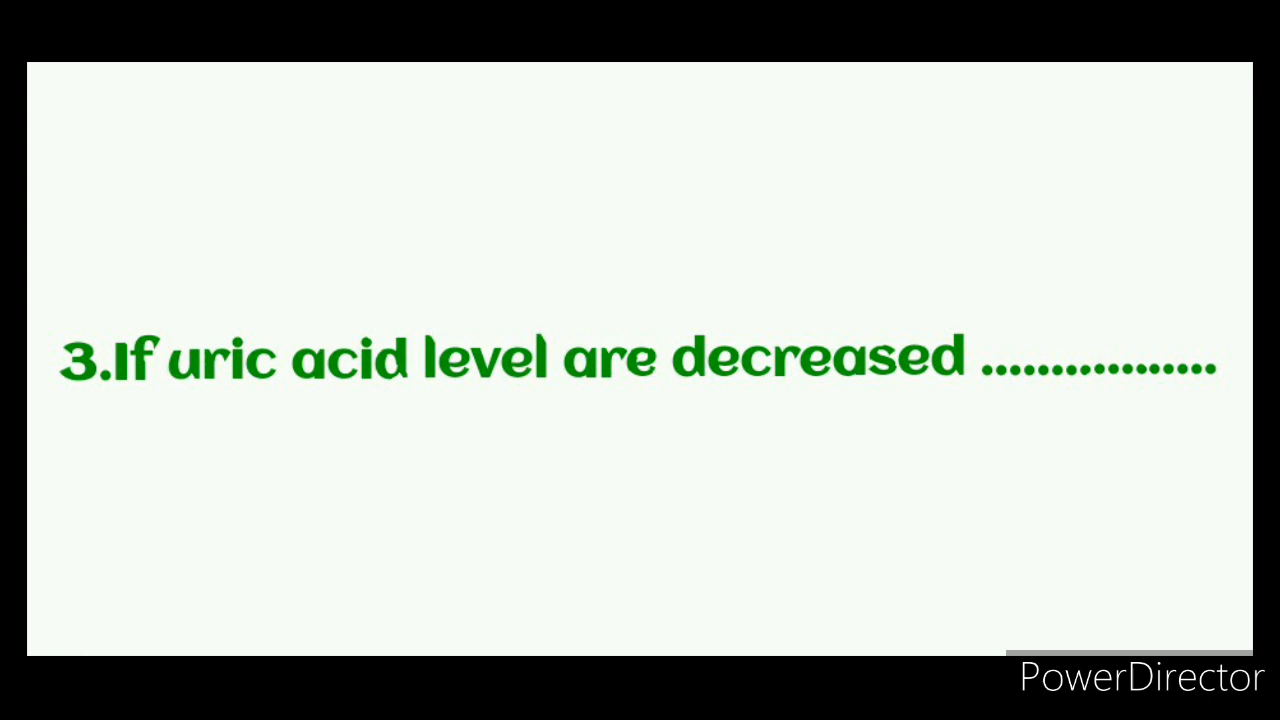 3.If uric acid level are decreased .................
PowerDirector